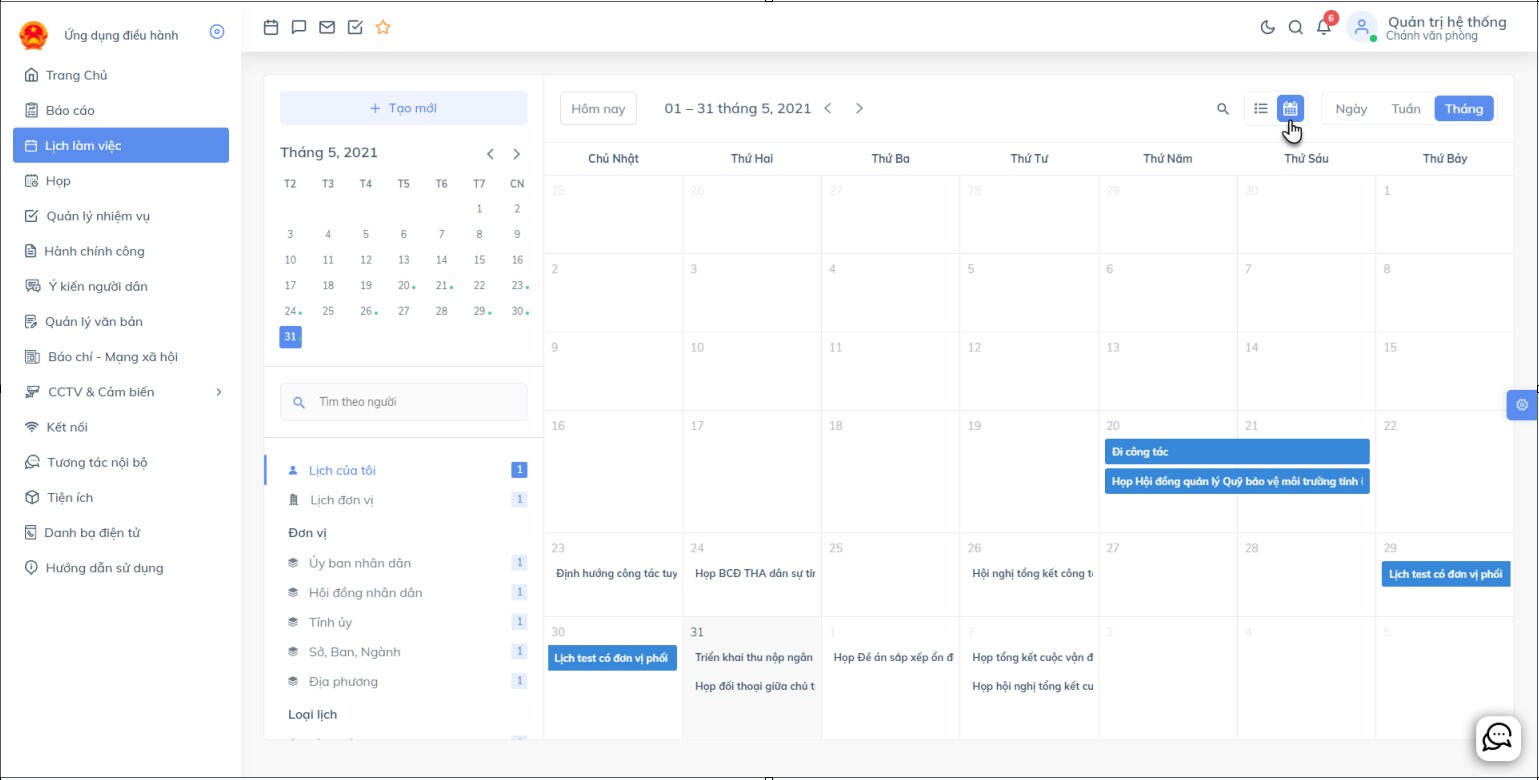 Ứng dụng điều hành
Trang Chủ
Báo cáo
Lịch làm việc
Họp
Quản lý nhiệm vụ
Hành chính công
Ý kiến người dân
Quản lý văn bản
Báo chí - Mạng xã hội
CCTV & Cảm biến
Kết nối
Tương tác nội bộ
Tiện ích
Danh bạ điện tử
Hướng dẫn sử dụng
6
Quản trị hệ thống
Chánh văn phòng
+ Tạo mới
Tháng 5, 2021
T2 T3 T4 T5 T6 T7 CN
1 2
3 4 5 6 7 8 9
10 11 12 13 14 15 16
17 18 19 20 21 22 23
24 25 26 27 28 29 30
31
Tìm theo người
Lịch của tôi 1
Lịch đơn vị 1
Đơn vị
Ủy ban nhân dân 1
Hội đồng nhân dân 1
Tỉnh ủy 1
Sở, Ban, Ngành 1
Địa phương 1
Loại lịch
Hôm nay 01 – 31 tháng 5, 2021 Ngày Tuần Tháng
Chủ Nhật Thứ Hai Thứ Ba Thứ Tư Thứ Năm Thứ Sáu Thứ Bảy
25 26 27 28 29 30 1
2 3 4 5 6 7 8
9 10 11 12 13 14 15
16 17 18 19 20 21 22
Đi công tác
Họp Hội đồng quản lý Quỹ bảo vệ môi trường tỉnh
23 24 25 26 27 28 29
Định hướng công tác tuy Họp BCĐ THA dân sự tỉn Hội nghị tổng kết công t Lịch test có đơn vị phối
30 31 1 2 3 4 5
Lịch test có đơn vị phối Triển khai thu nộp ngân Họp Đề án sắp xếp ổn đ Họp tổng kết cuộc vận đ
Họp đối thoại giữa chủ t Họp hội nghị tổng kết cu